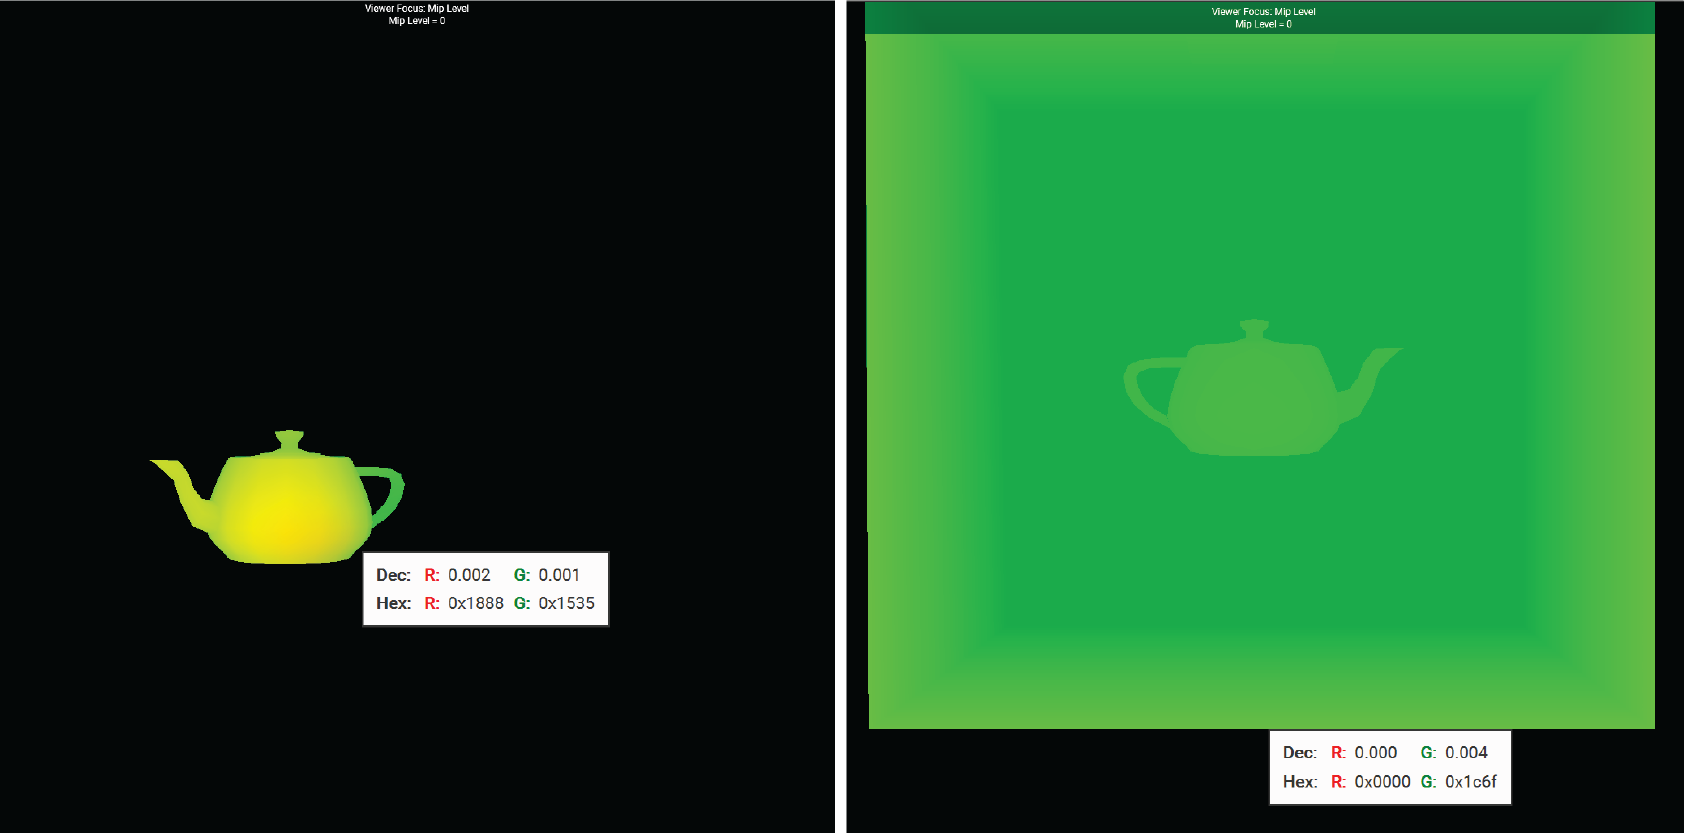 Viewer Focus: Mip Level
Mip Level = 0
Dec: R: 0.002 G: 0.001
Hex: R: 0x1888 G: 0x1535
Viewer Focus: Mip Level
Mip Level = 0
Dec: R: 0.000 G: 0.004
Hex: R: 0x0000 G: 0x1c6f